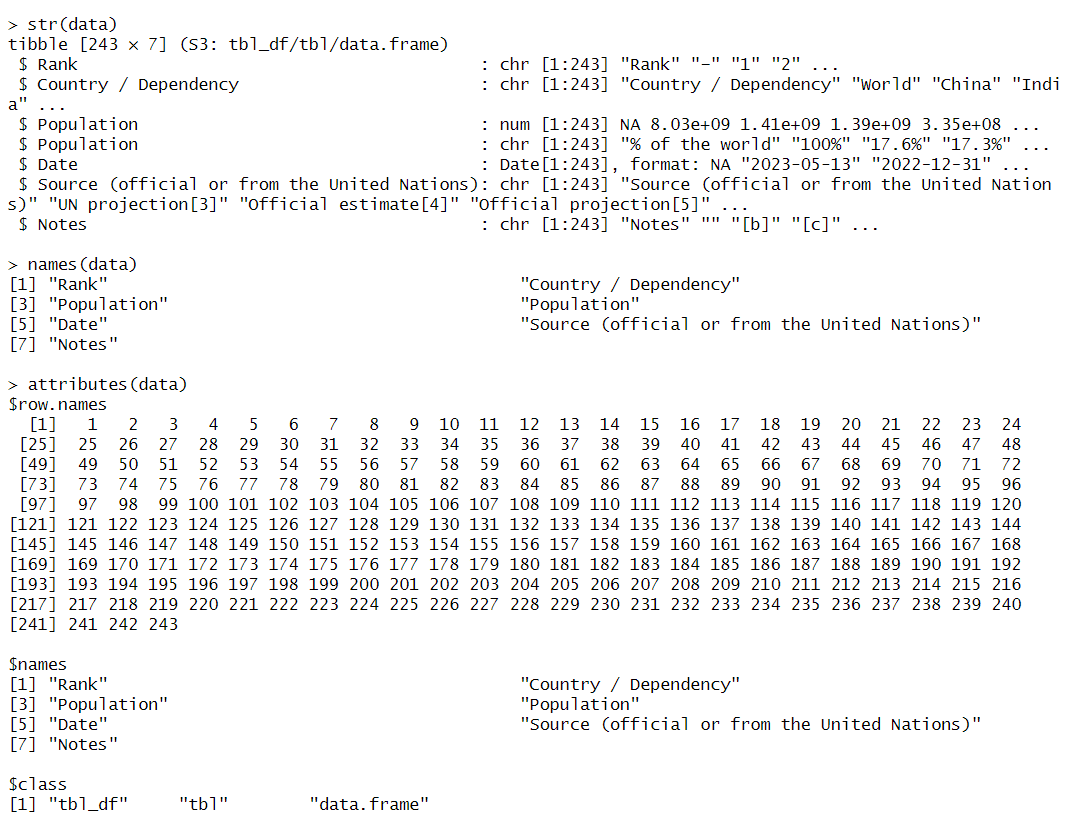 > str(data)
tibble [243 × 7] (S3: tbl_df/tbl/data.frame)
 $ Rank                                        : chr [1:243] "Rank" "–" "1" "2" ...
 $ Country / Dependency                        : chr [1:243] "Country / Dependency" "World" "China" "Indi
a" ...
 $ Population                                  : num [1:243] NA 8.03e+09 1.41e+09 1.39e+09 3.35e+08 ...
 $ Population                                  : chr [1:243] "% of the world" "100%" "17.6%" "17.3%" ...
 $ Date                                        : Date[1:243], format: NA "2023-05-13" "2022-12-31" ...
 $ Source (official or from the United Nations): chr [1:243] "Source (official or from the United Nation
s)" "UN projection[3]" "Official estimate[4]" "Official projection[5]" ...
 $ Notes                                       : chr [1:243] "Notes" "" "[b]" "[c]" ...
> names(data)
[1] "Rank"                                         "Country / Dependency"
[3] "Population"                                   "Population"
[5] "Date"                                         "Source (official or from the United Nations)"
[7] "Notes"
> attributes(data)
$row.names
  [1]   1   2   3   4   5   6   7   8   9  10  11  12  13  14  15  16  17  18  19  20  21  22  23  24
 [25]  25  26  27  28  29  30  31  32  33  34  35  36  37  38  39  40  41  42  43  44  45  46  47  48
 [49]  49  50  51  52  53  54  55  56  57  58  59  60  61  62  63  64  65  66  67  68  69  70  71  72
 [73]  73  74  75  76  77  78  79  80  81  82  83  84  85  86  87  88  89  90  91  92  93  94  95  96
 [97]  97  98  99 100 101 102 103 104 105 106 107 108 109 110 111 112 113 114 115 116 117 118 119 120
[121] 121 122 123 124 125 126 127 128 129 130 131 132 133 134 135 136 137 138 139 140 141 142 143 144
[145] 145 146 147 148 149 150 151 152 153 154 155 156 157 158 159 160 161 162 163 164 165 166 167 168
[169] 169 170 171 172 173 174 175 176 177 178 179 180 181 182 183 184 185 186 187 188 189 190 191 192
[193] 193 194 195 196 197 198 199 200 201 202 203 204 205 206 207 208 209 210 211 212 213 214 215 216
[217] 217 218 219 220 221 222 223 224 225 226 227 228 229 230 231 232 233 234 235 236 237 238 239 240
[241] 241 242 243
$names
[1] "Rank"                                         "Country / Dependency"
[3] "Population"                                   "Population"
[5] "Date"                                         "Source (official or from the United Nations)"
[7] "Notes"
$class
[1] "tbl_df"     "tbl"        "data.frame"